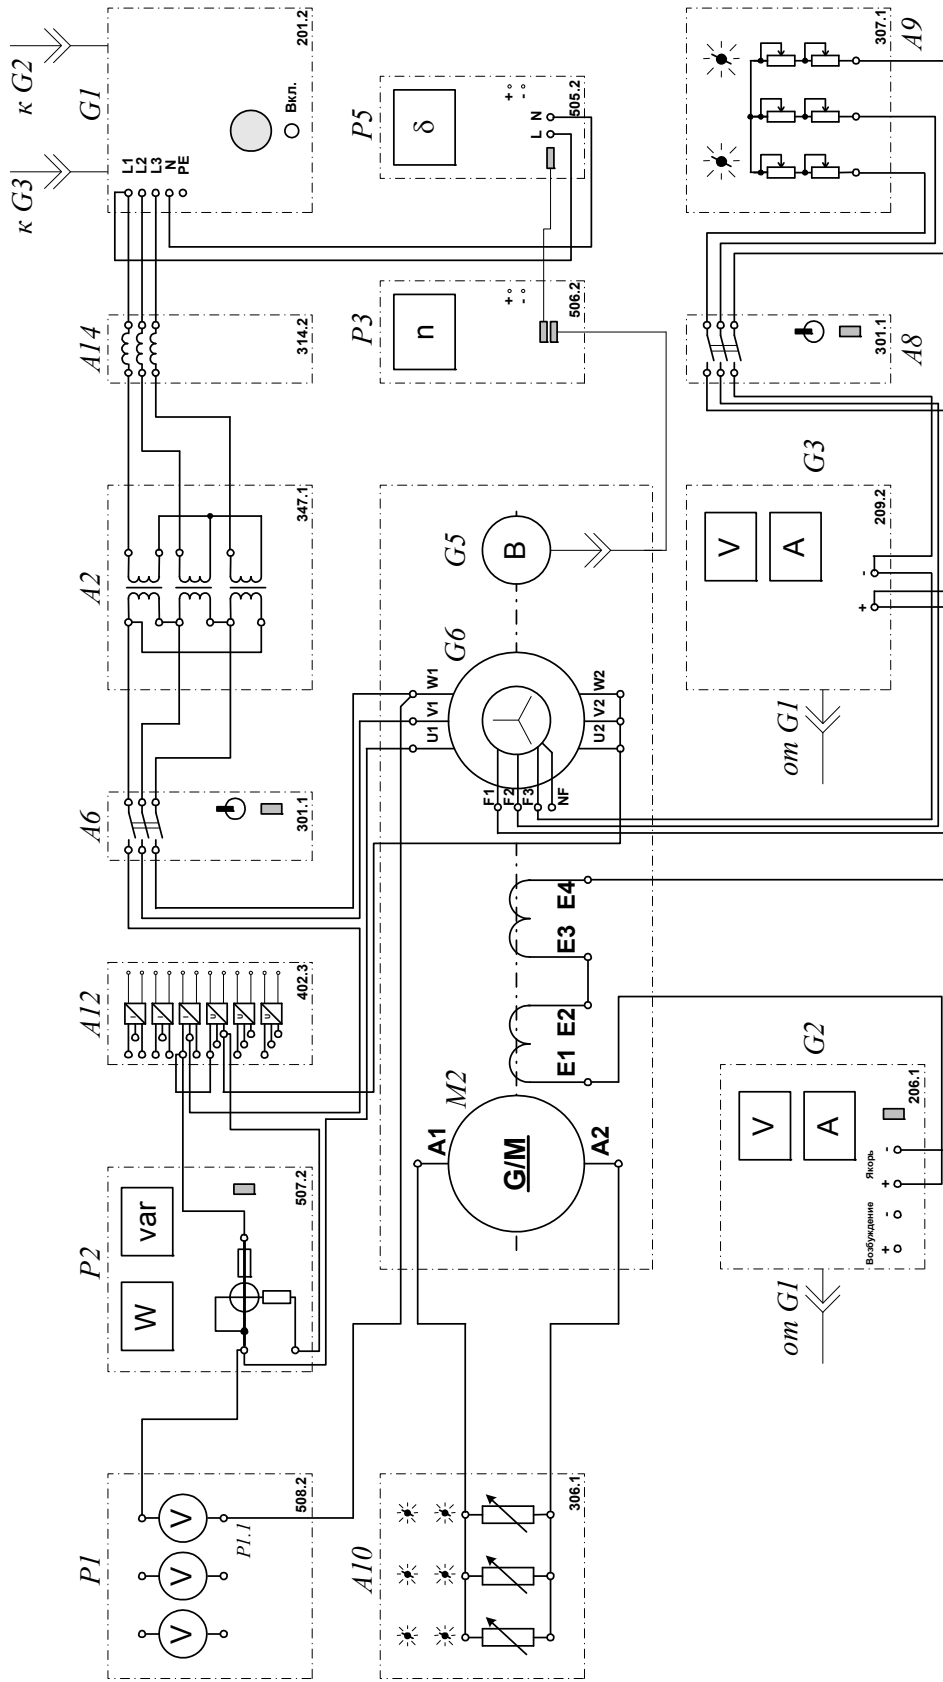 P1
V
V
V
P1.1
508.2
P2
W
var
507.2
A12
I
I
I
U
U
U
402.3
A6
301.1
A2
347.1
A14
314.2
к G3
к G2
G1
L1
L2
L3
N
PE
Вкл.
201.2
A10
306.1
M2
A1
G/M
A2
E1 E2 E3 E4
G6
U1 V1 W1
F1
F2
F3
NF
U2 V2 W2
G5
B
P3
n
+
-
506.2
P5
δ
+
-
L N
505.2
от G1
G2
V
A
Возбуждение
Якорь
+ - + -
206.1
от G1
G3
V
A
+ -
209.2
301.1
A8
307.1
A9